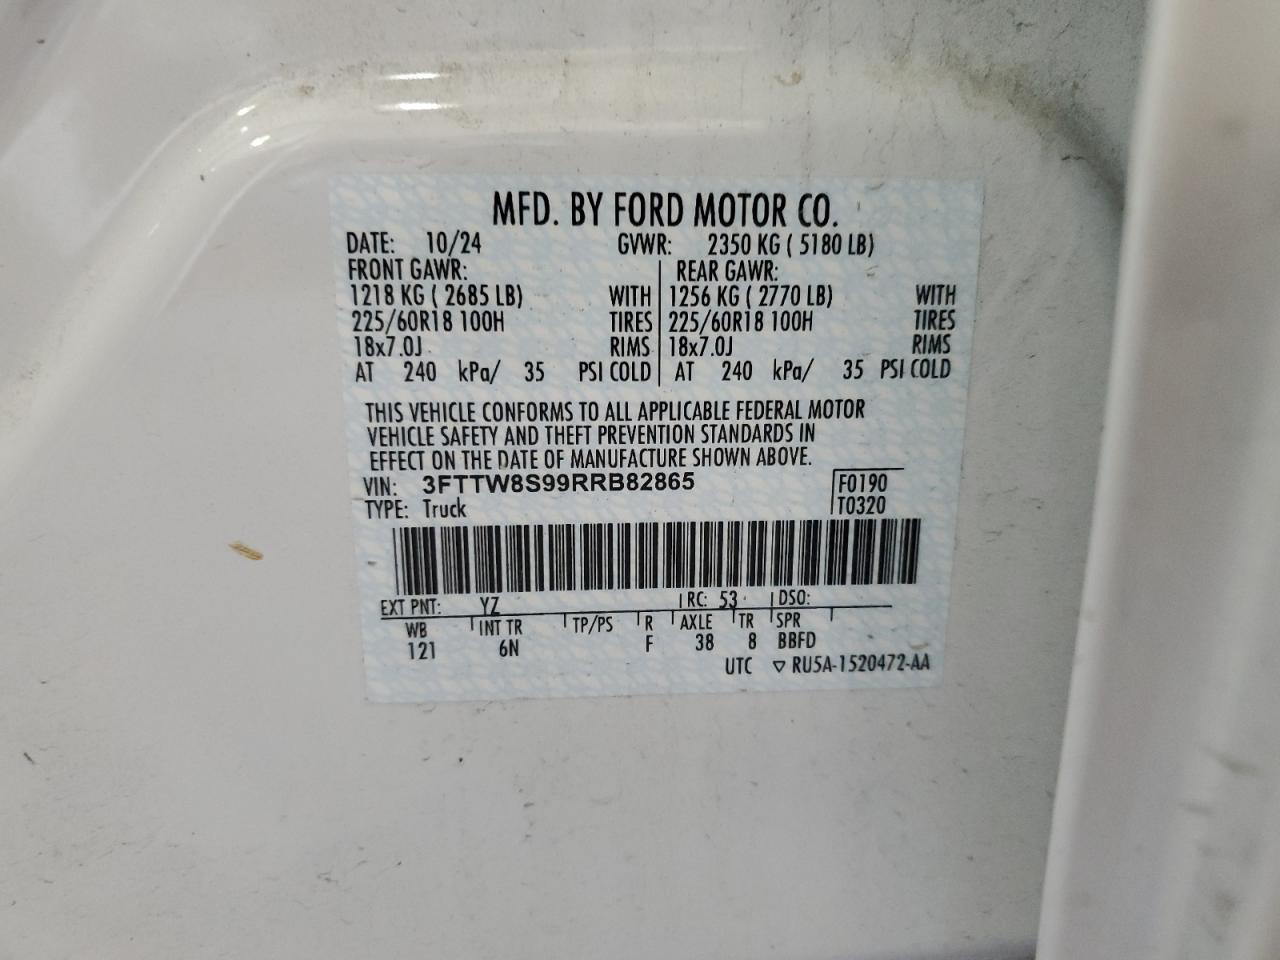 MFD. BY FORD MOTOR CO.
DATE: 10/24 GVWR: 2350 KG ( 5180 LB)
FRONT GAWR: REAR GAWR:
1218 KG ( 2685 LB) WITH 1256 KG ( 2770 LB) WITH
225/60R18 100H TIRES 225/60R18 100H TIRES
18x7.0J RIMS 18x7.0J RIMS
AT 240 kPa/ 35 PSI COLD AT 240 kPa/ 35 PSI COLD
THIS VEHICLE CONFORMS TO ALL APPLICABLE FEDERAL MOTOR
VEHICLE SAFETY AND THEFT PREVENTION STANDARDS IN
EFFECT ON THE DATE OF MANUFACTURE SHOWN ABOVE.
VIN: 3FTTW8S99RRB82865 F0190
TYPE: Truck T0320
EXT PNT: YZ RC: 53 DSO:
WB INT TR TP/PS R AXLE TR SPR
121 6N F 38 8 BBFD
UTC ▽ RU5A-1520472-AA